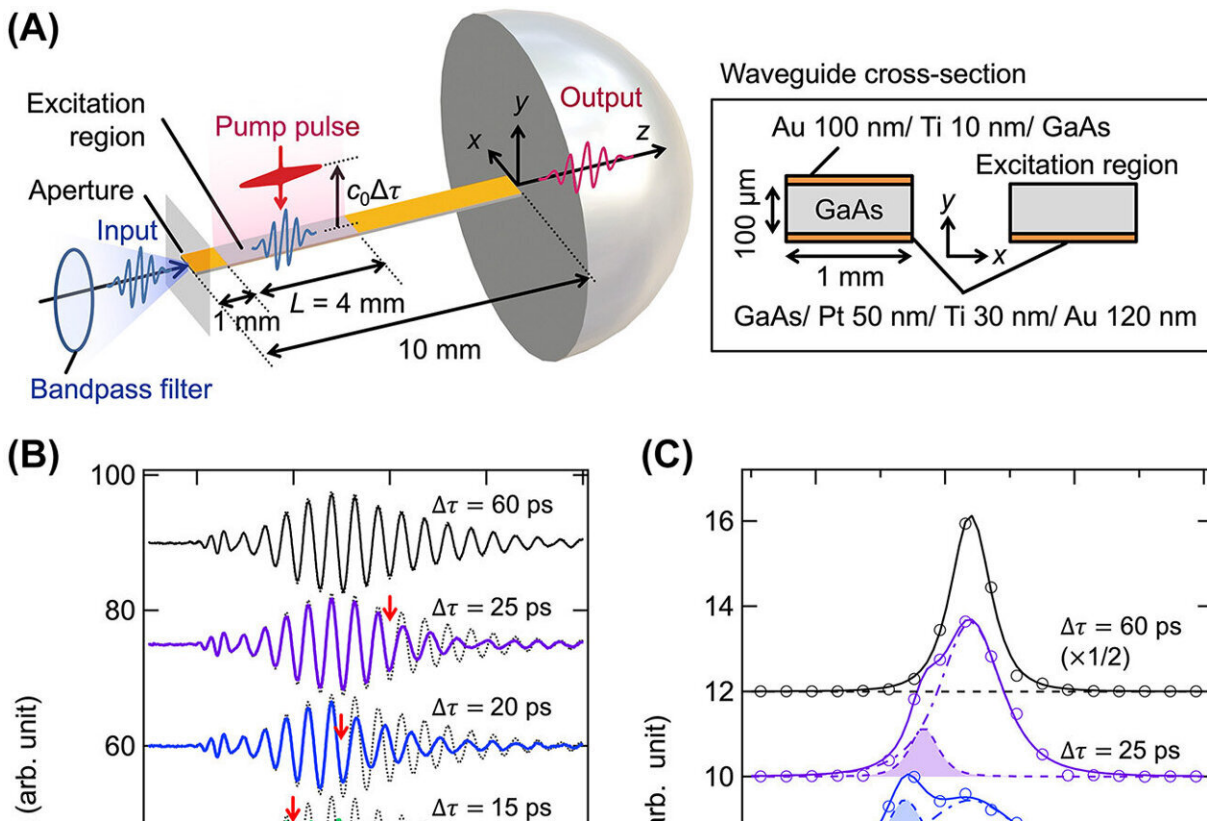 (A)
Excitation
region
Pump pulse
Aperture
Input
c₀Δτ
x
y
Output
z
1 mm
L = 4 mm
10 mm
Bandpass filter
Waveguide cross-section
Au 100 nm/ Ti 10 nm/ GaAs
Excitation region
100 μm
GaAs
y
x
1 mm
GaAs/ Pt 50 nm/ Ti 30 nm/ Au 120 nm
(B)
100
80
60
(arb. unit)
Δτ = 60 ps
Δτ = 25 ps
Δτ = 20 ps
Δτ = 15 ps
(C)
16
14
12
10
arb. unit)
Δτ = 60 ps
(×1/2)
Δτ = 25 ps